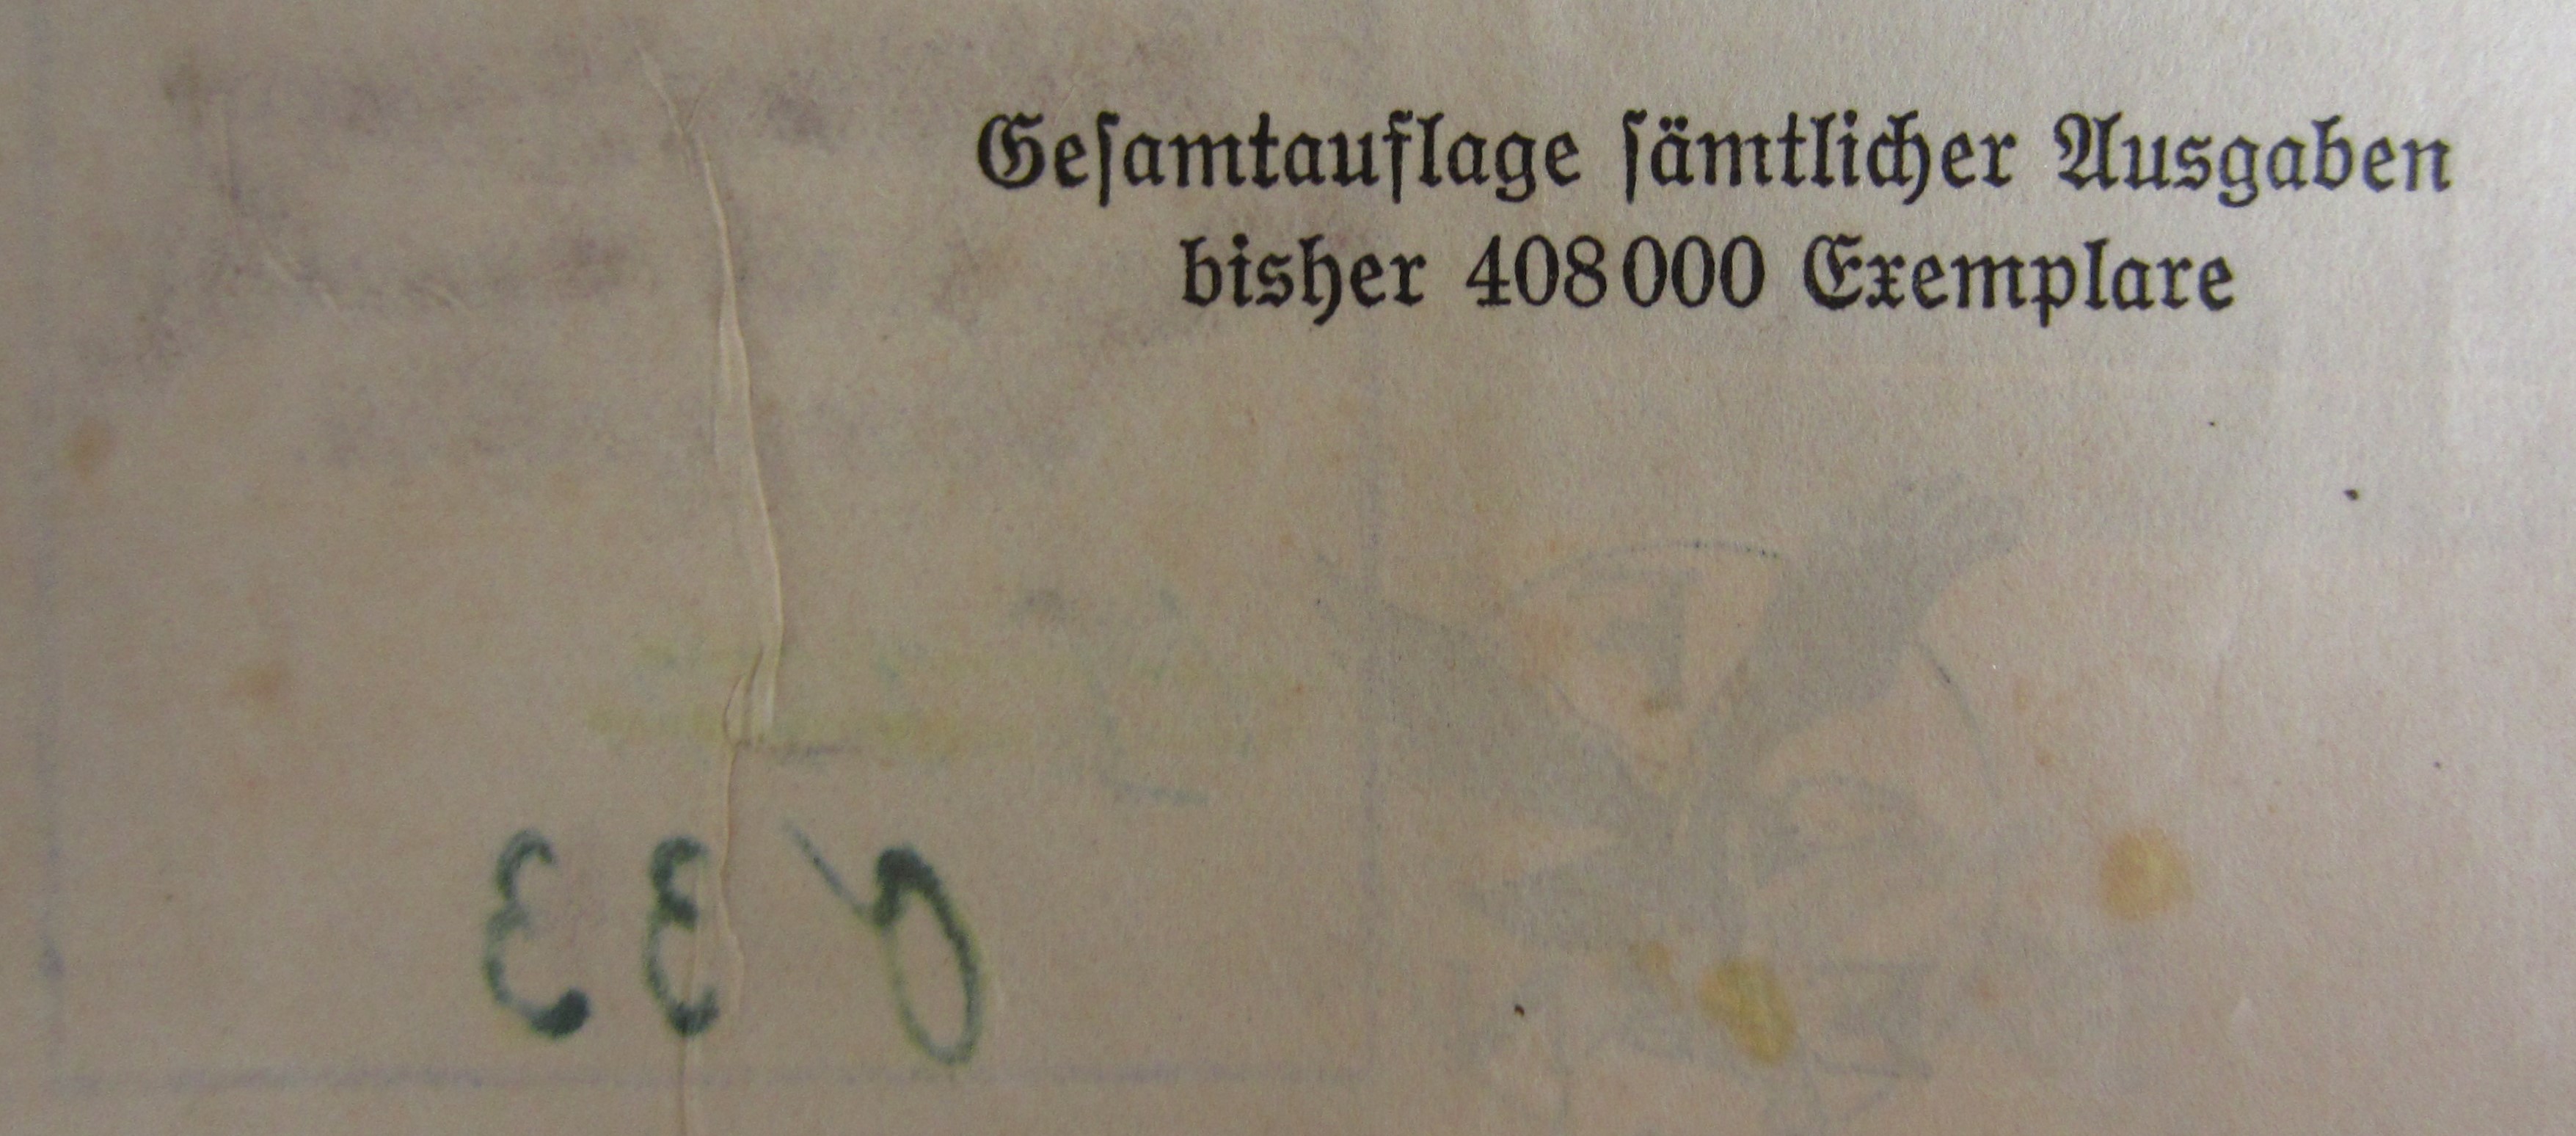 Geſamtauflage ſämtlicher Ausgaben
bisher 408000 Exemplare